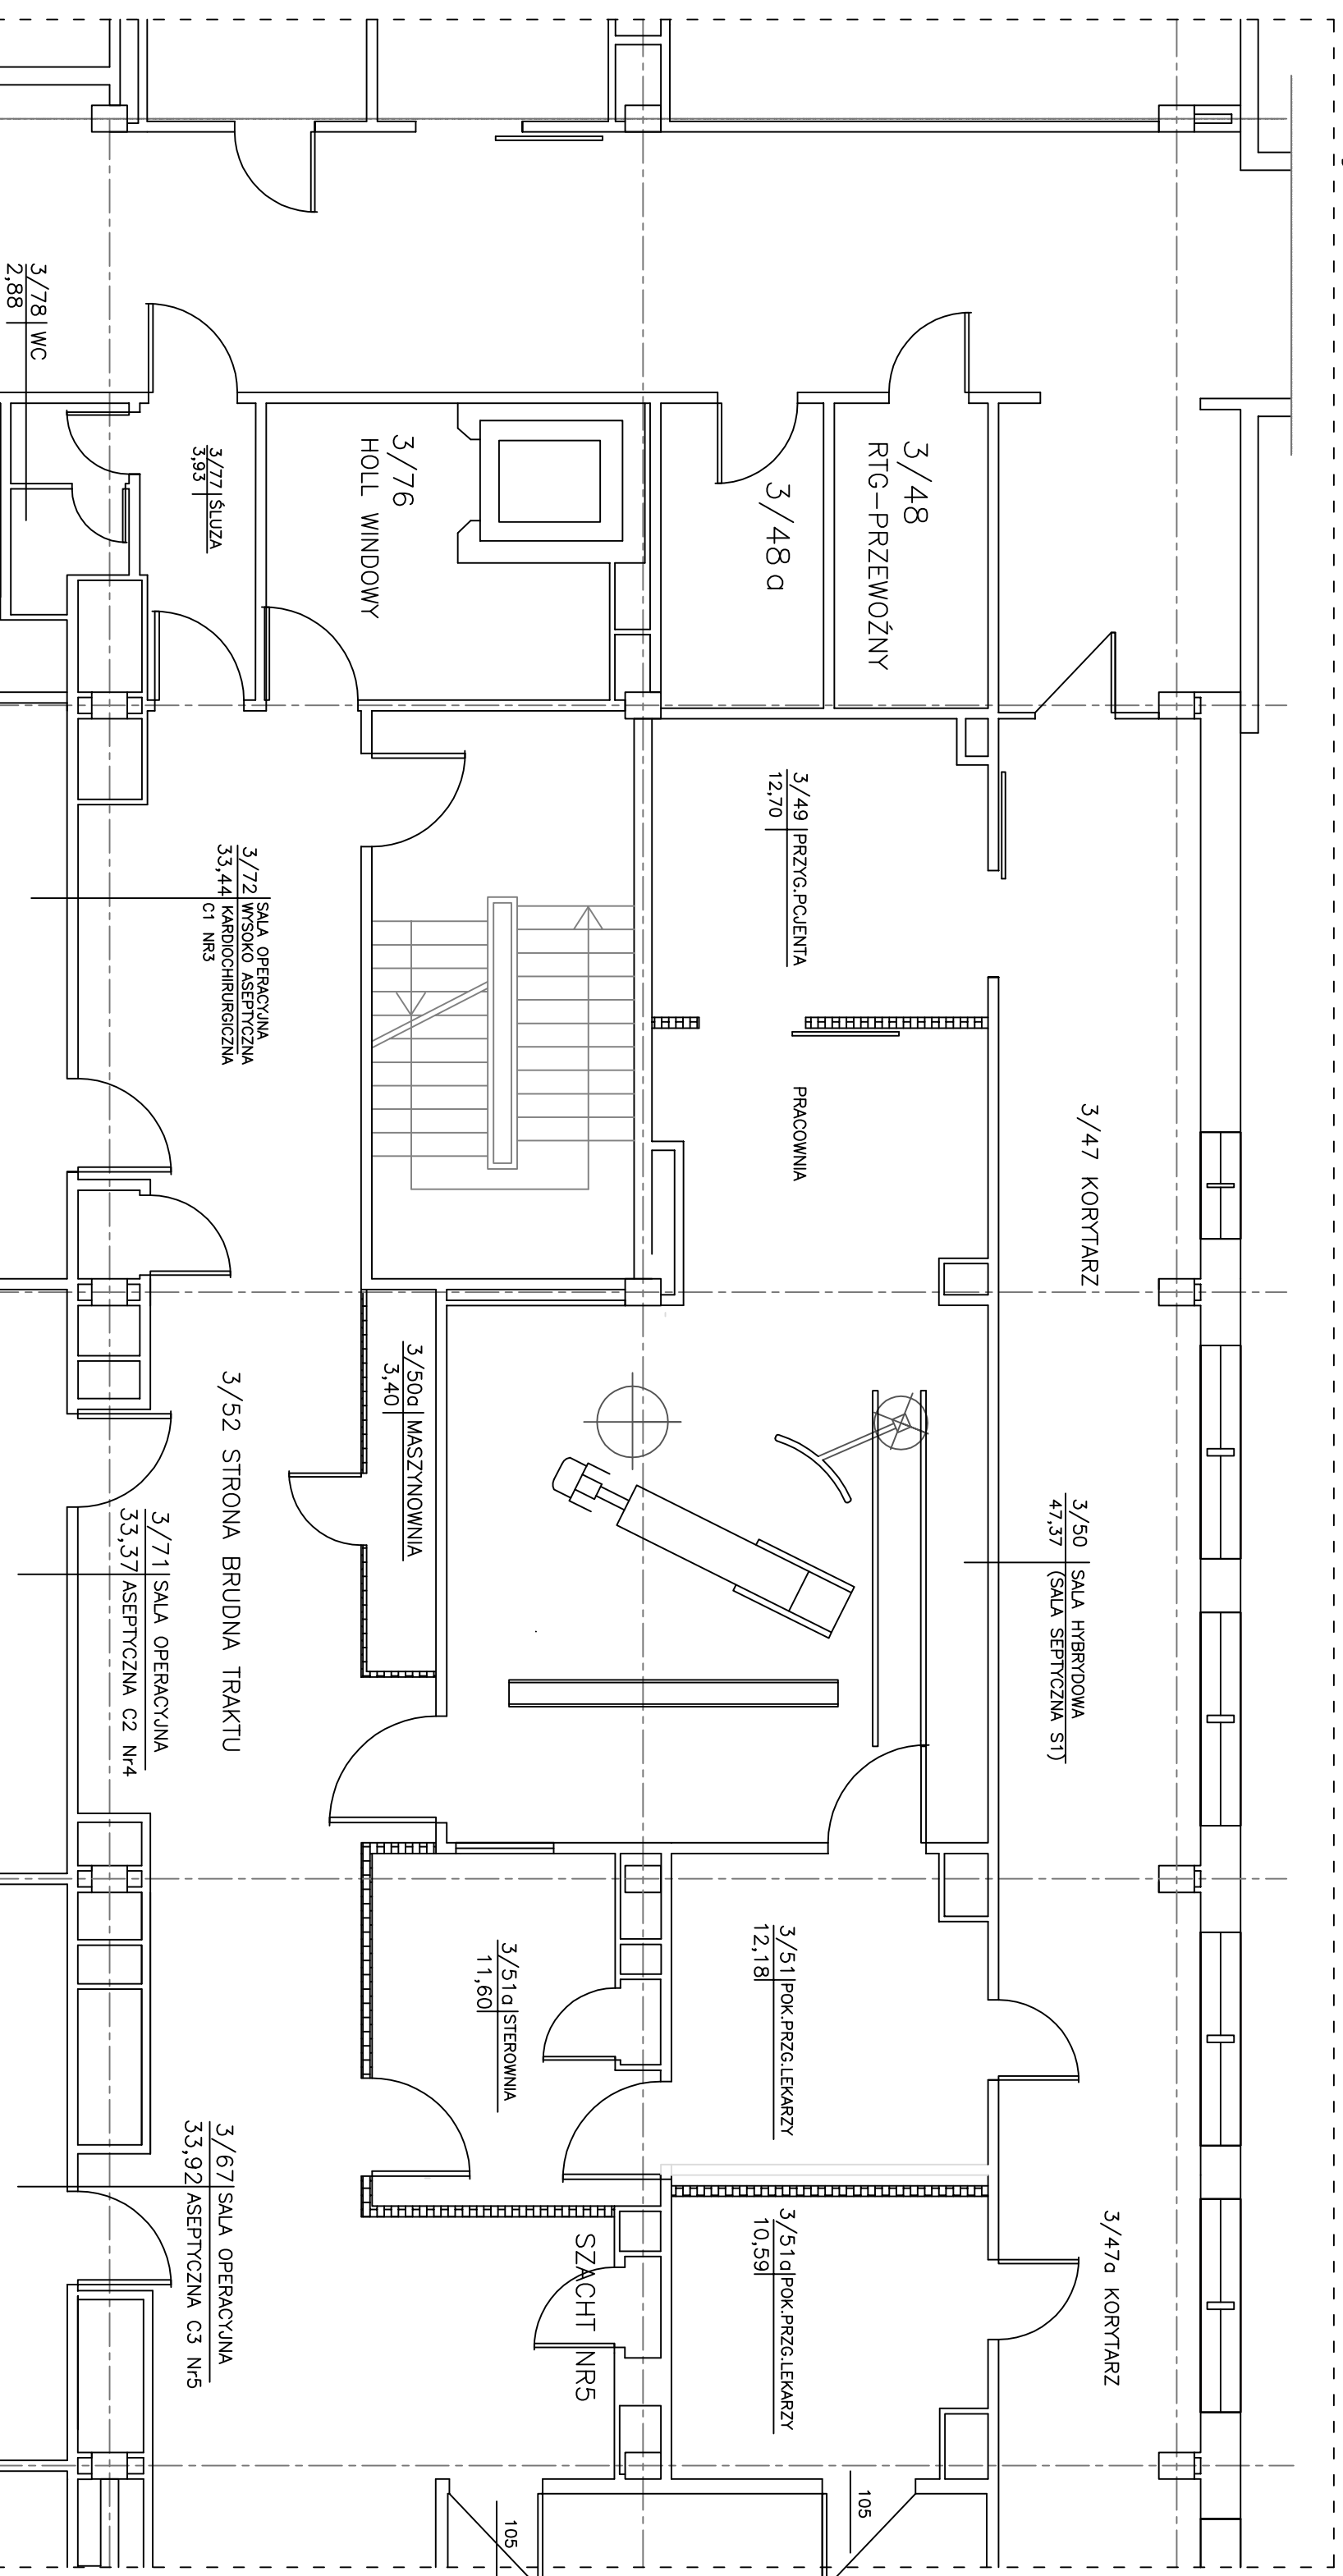 3/78 WC
2,88
3/77 ŚLUZA
3,93
3/76
HOLL WINDOWY
3/48a
3/48
RTG-PRZEWOŹNY
3/49 PRZYG.PCJENTA
12,70
3/72 SALA OPERACYJNA
WYSOKO ASEPTYCZNA
33,44 KARDIOCHIRURGICZNA
C1 NR3
PRACOWNIA
3/47 KORYTARZ
3/50a MASZYNOWNIA
3,40
3/52 STRONA BRUDNA TRAKTU
3/50 SALA HYBRYDOWA
47,37 (SALA SEPTYCZNA S1)
3/71 SALA OPERACYJNA
33,37 ASEPTYCZNA C2 Nr4
3/51 POK.PRZG.LEKARZY
12,18
3/51a STEROWNIA
11,60
3/67 SALA OPERACYJNA
33,92 ASEPTYCZNA C3 Nr5
3/51a POK.PRZG.LEKARZY
10,59
3/47a KORYTARZ
SZACHT NR5
105
105